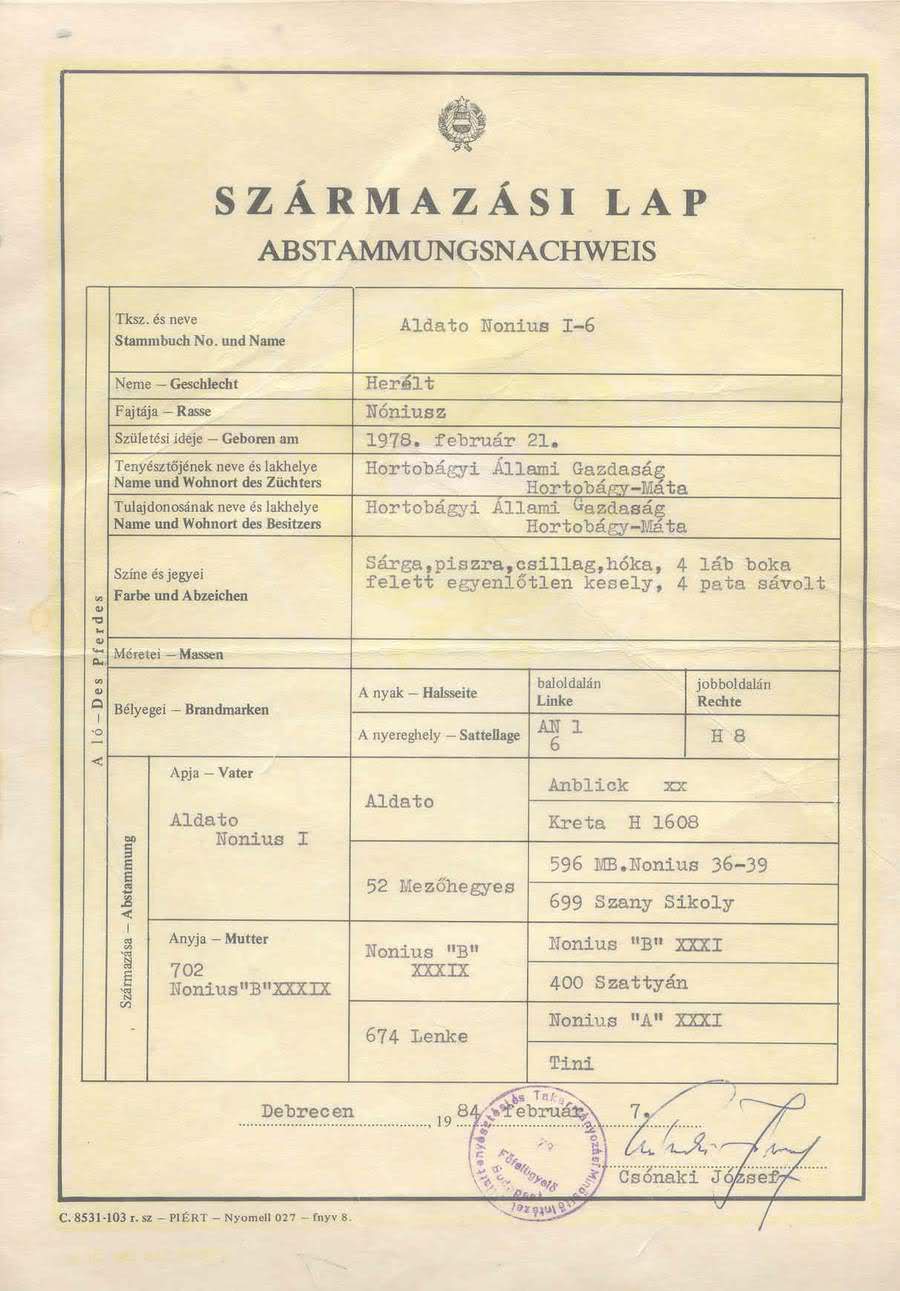 SZÁRMAZÁSI LAP
ABSTAMMUNGSNACHWEIS
Tksz. és neve
Stammbuch No. und Name
Aldato Nonius I-6
Neme — Geschlecht
Herélt
Fajtája — Rasse
Nóniusz
Születési ideje — Geboren am
1978. február 21.
Tenyésztőjének neve és lakhelye
Name und Wohnort des Züchters
Hortobágyi Állami Gazdaság
Hortobágy-Máta
Tulajdonosának neve és lakhelye
Name und Wohnort des Besitzers
Hortobágyi Állami Gazdaság
Hortobágy-Máta
Színe és jegyei
Farbe und Abzeichen
Sárga,piszra,csillag,hóka, 4 láb boka
felett egyenlőtlen kesely, 4 pata sávolt
Méretei — Massen
A ló — Des Pferdes
Bélyegei — Brandmarken
A nyak — Halsseite
baloldalán
Linke
jobboldalán
Rechte
A nyereghely — Sattellage
AN 1
6
H 8
Származása — Abstammung
Apja — Vater
Aldato
Nonius I
Aldato
Anblick xx
Kreta H 1608
52 Mezőhegyes
596 MB.Nonius 36-39
699 Szany Sikoly
Anyja — Mutter
702
Nonius"B"XXXIX
Nonius "B"
XXXIX
Nonius "B" XXXI
400 Szattyán
674 Lenke
Nonius "A" XXXI
Tini
Debrecen , 19 84 február 7.
Főfelügyelő
Budapest
Csónaki József
C. 8531-103 r. sz — PIÉRT — Nyomell 027 — fnyv 8.